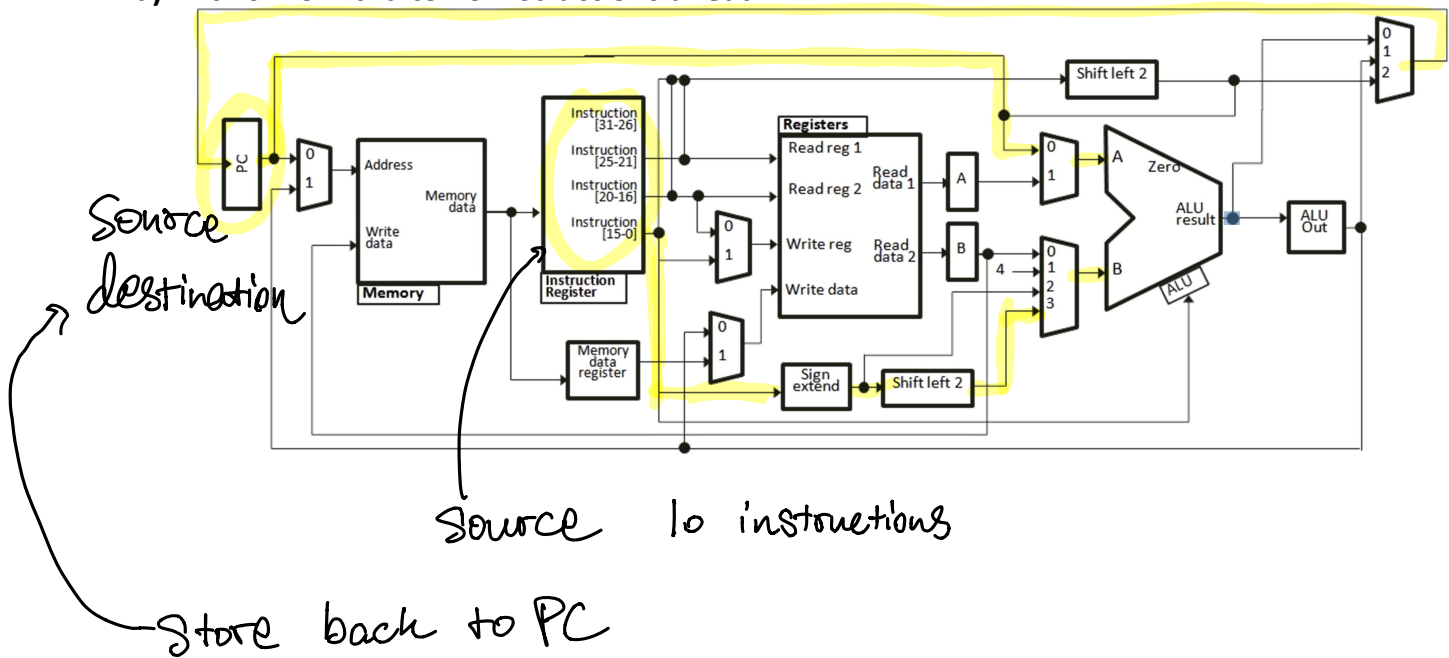 0
1
2
Shift left 2
PC
0
1
Address
Memory
data
Write
data
Memory
Instruction
[31-26]
Instruction
[25-21]
Instruction
[20-16]
Instruction
[15-0]
Instruction
Register
Registers
Read reg 1
Read
data 1
Read reg 2
Write reg
Read
data 2
Write data
0
1
0
1
Memory
data
register
Sign
extend
Shift left 2
A
B
4
0
1
0
1
2
3
A
B
Zero
ALU
result
ALU
ALU
Out
Source
destination
Source 10 instructions
Store back to PC